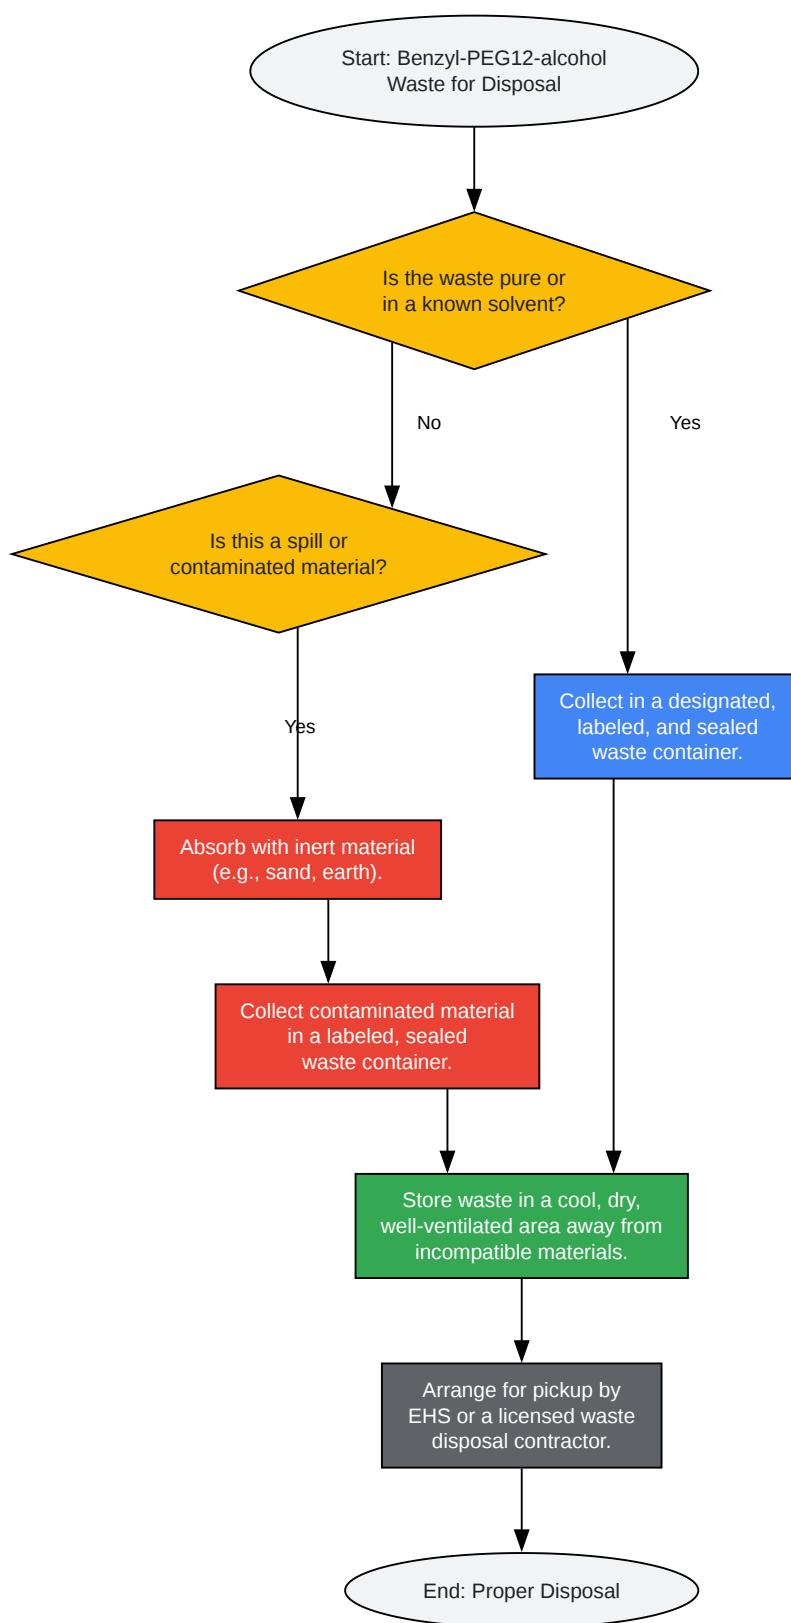 Start: Benzyl-PEG12-alcohol
Waste for Disposal
Is the waste pure or
in a known solvent?
No
Yes
Is this a spill or
contaminated material?
Collect in a designated,
labeled, and sealed
waste container.
Yes
Absorb with inert material
(e.g., sand, earth).
Collect contaminated material
in a labeled, sealed
waste container.
Store waste in a cool, dry,
well-ventilated area away from
incompatible materials.
Arrange for pickup by
EHS or a licensed waste
disposal contractor.
End: Proper Disposal